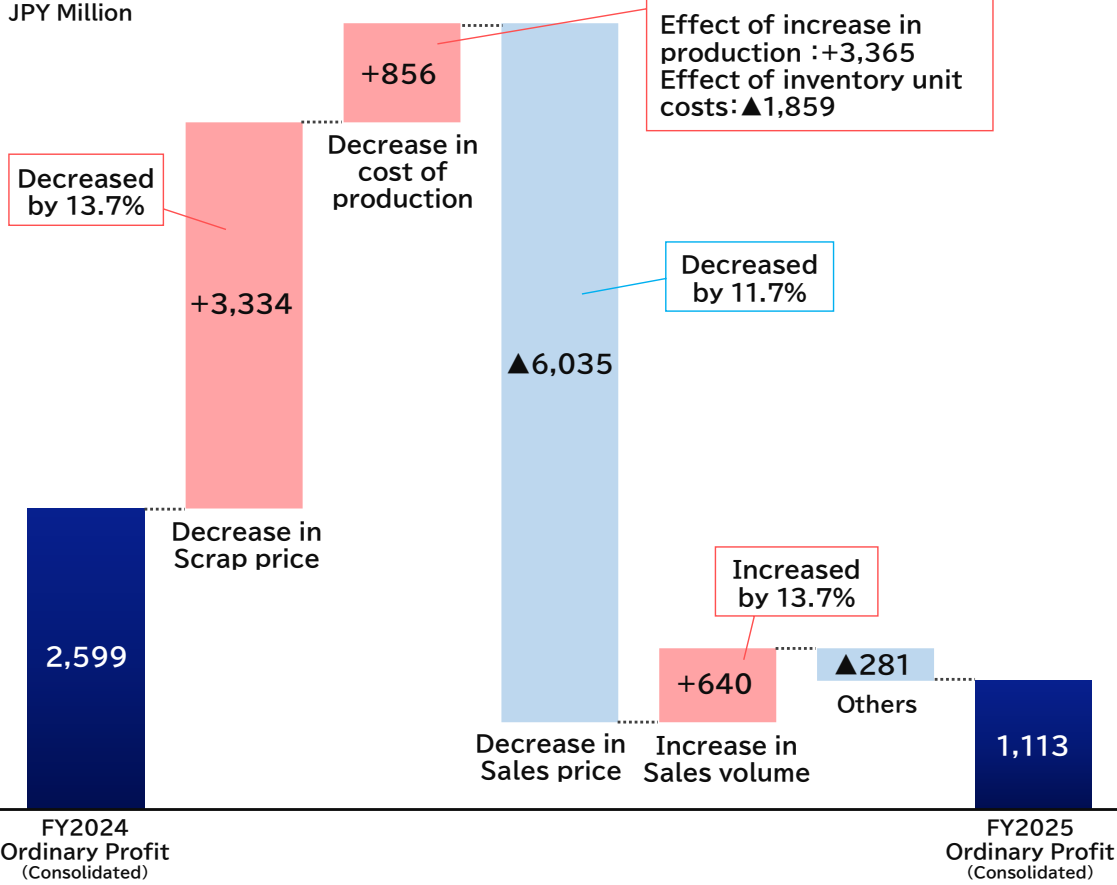 JPY Million
Effect of increase in
production :+3,365
Effect of inventory unit
costs:▲1,859
+856
Decrease in
cost of
production
Decreased
by 13.7%
+3,334
Decrease in
Scrap price
Decreased
by 11.7%
▲6,035
Decrease in
Sales price
Increased
by 13.7%
+640
Increase in
Sales volume
▲281
Others
2,599
1,113
FY2024
Ordinary Profit
(Consolidated)
FY2025
Ordinary Profit
(Consolidated)